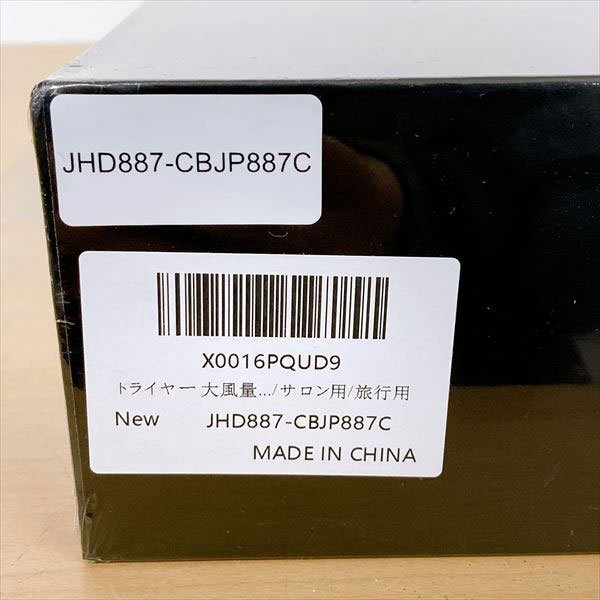 JHD887-CBJP887C
X0016PQUD9
トライヤー 大風量.../サロン用/旅行用
New JHD887-CBJP887C
MADE IN CHINA